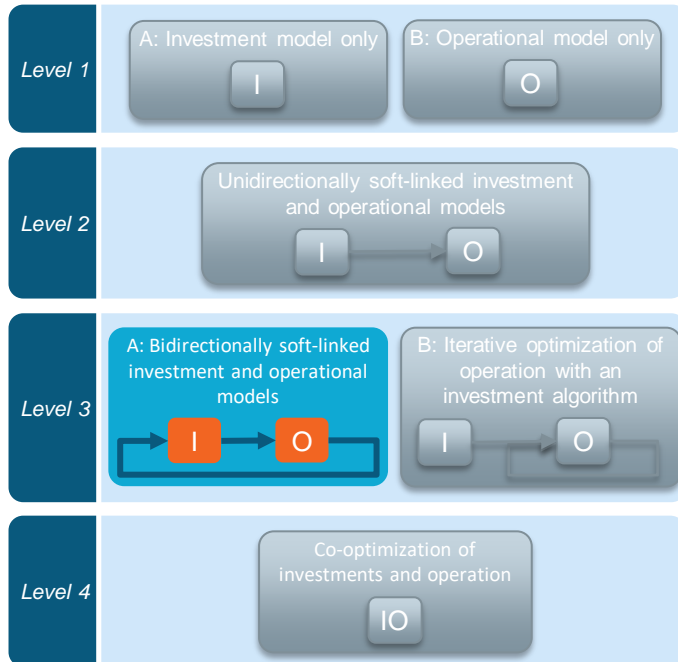 Level 1
A: Investment model only
I
B: Operational model only
O
Level 2
Unidirectionally soft-linked investment
and operational models
I
O
Level 3
A: Bidirectionally soft-linked
investment and operational
models
I
O
B: Iterative optimization of
operation with an
investment algorithm
I
O
Level 4
Co-optimization of
investments and operation
IO